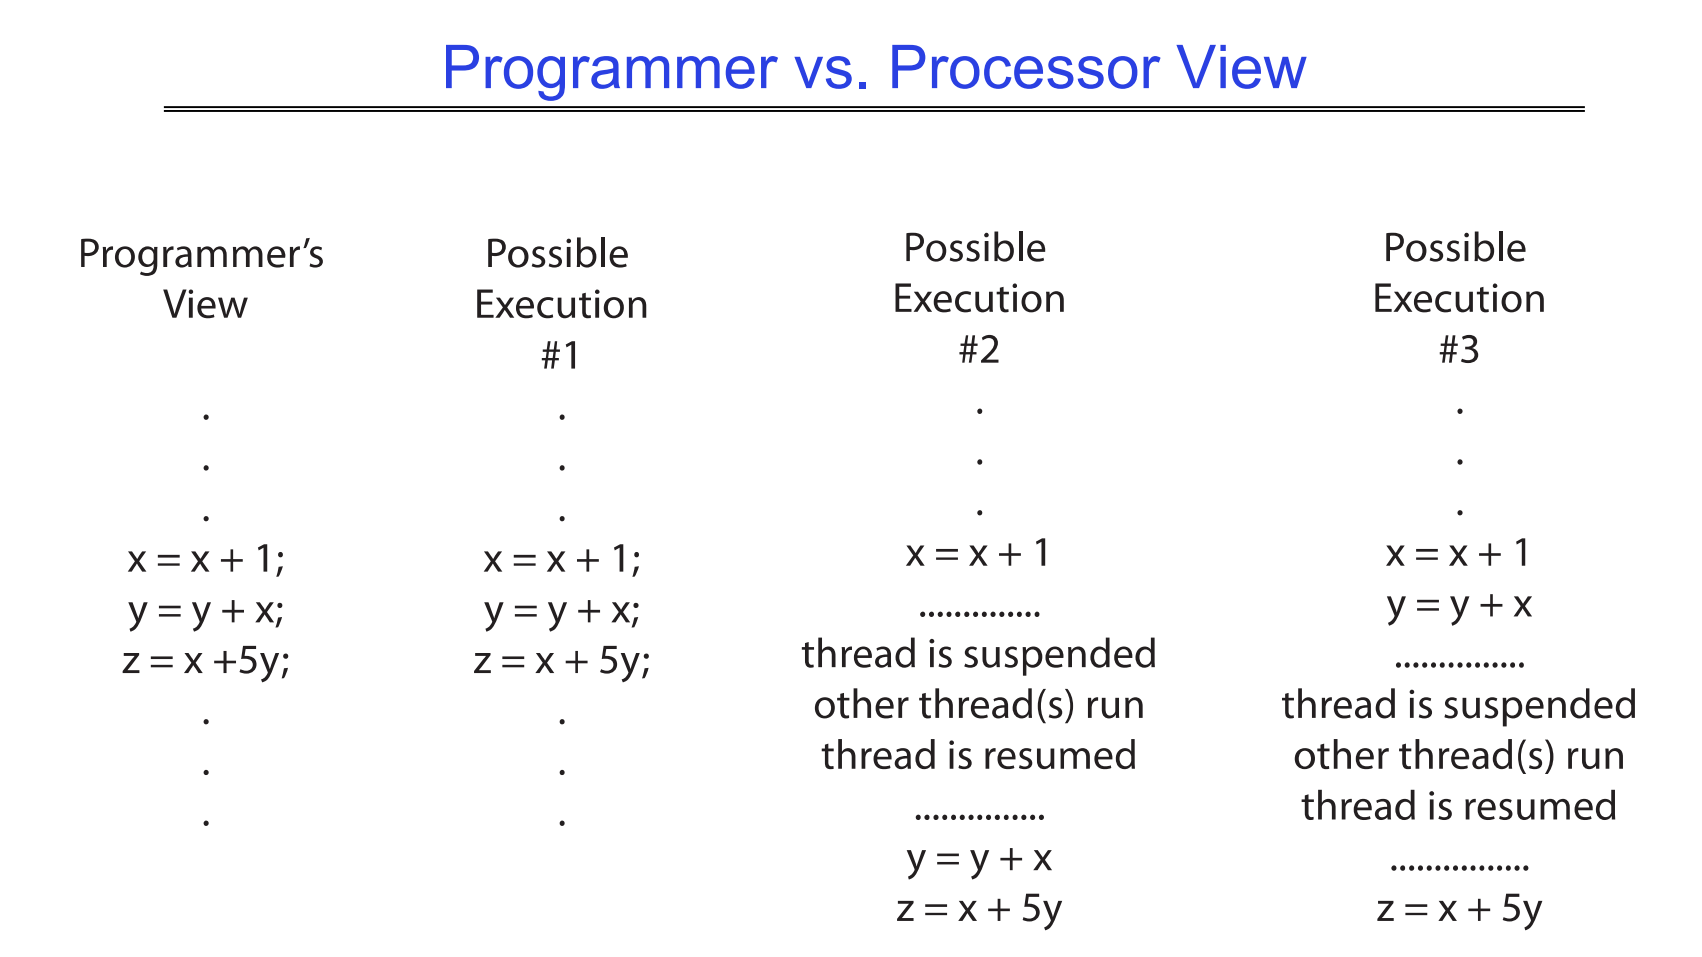 Programmer vs. Processor View
Programmer's
View
.
.
.
x = x + 1;
y = y + x;
z = x +5y;
.
.
.
Possible
Execution
#1
.
.
.
x = x + 1;
y = y + x;
z = x + 5y;
.
.
.
Possible
Execution
#2
.
.
.
x = x + 1
..............
thread is suspended
other thread(s) run
thread is resumed
...............
y = y + x
z = x + 5y
Possible
Execution
#3
.
.
.
x = x + 1
y = y + x
...............
thread is suspended
other thread(s) run
thread is resumed
................
z = x + 5y